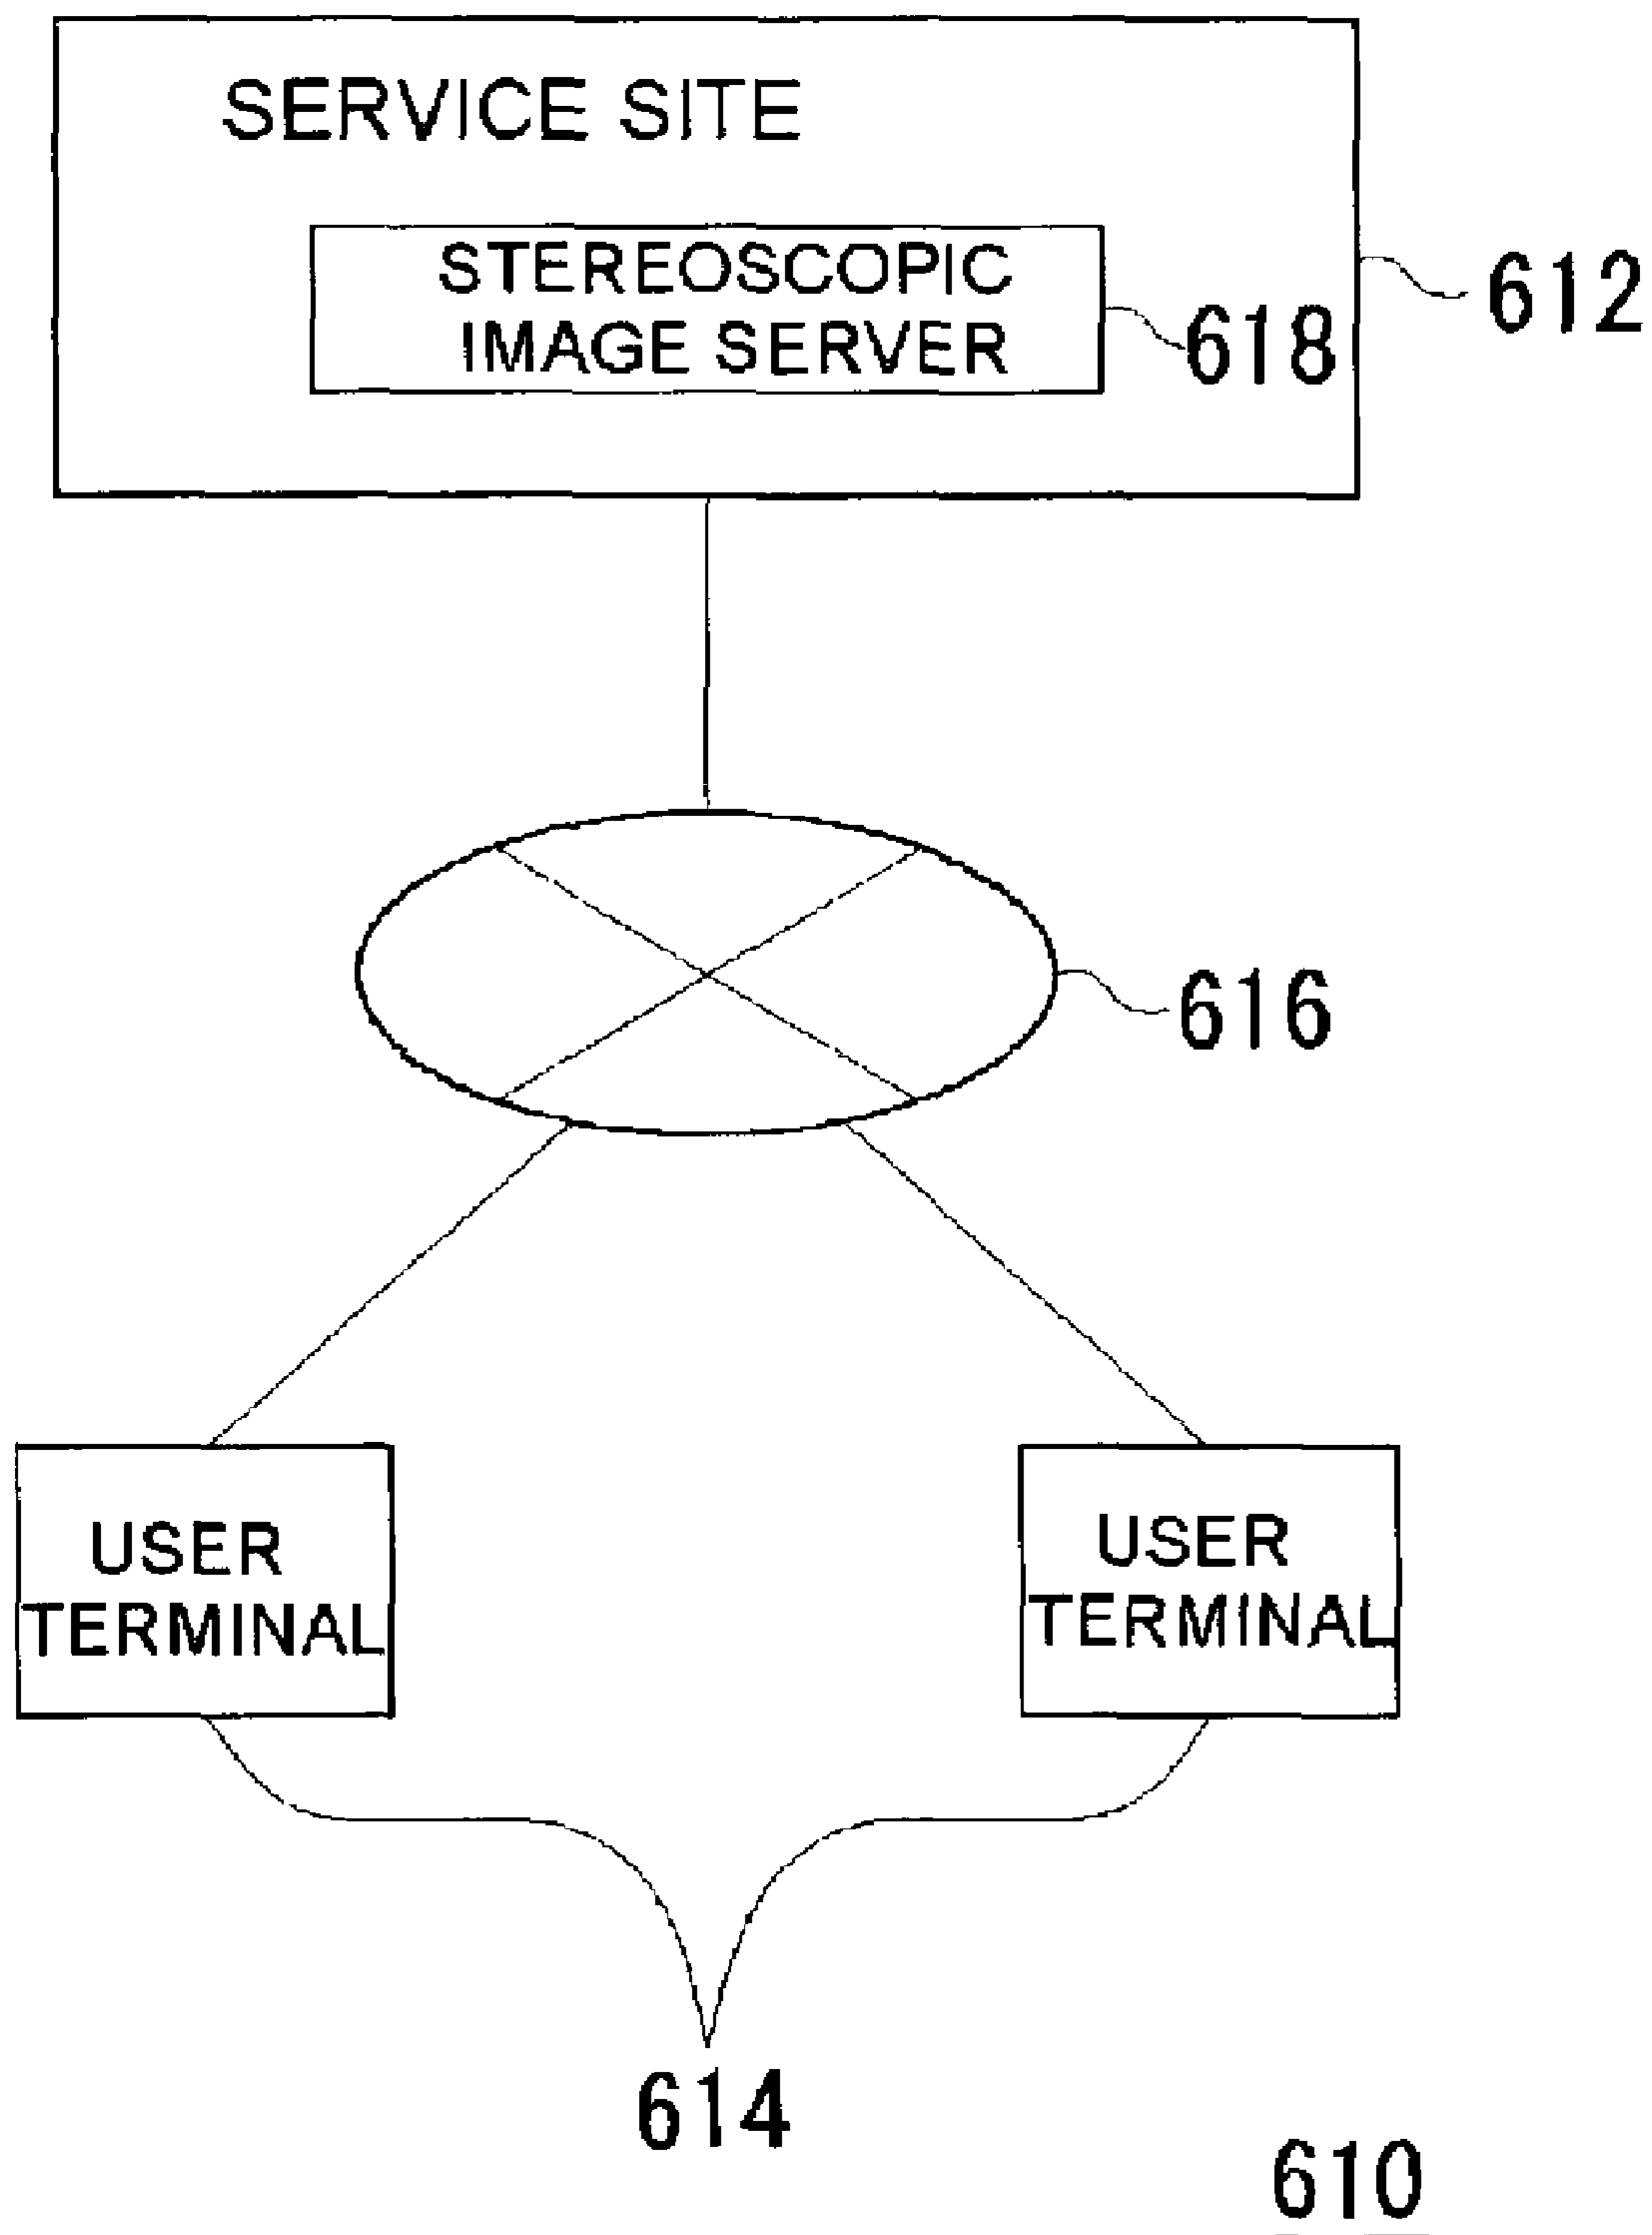 SERVICE SITE
STEREOSCOPIC
IMAGE SERVER
618
612
616
USER
TERMINAL
USER
TERMINAL
614
610